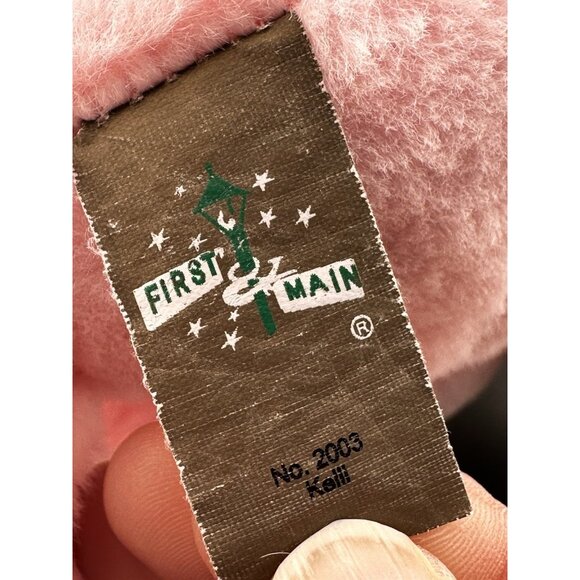 FIRST & MAIN
®
No. 2003
Kelli